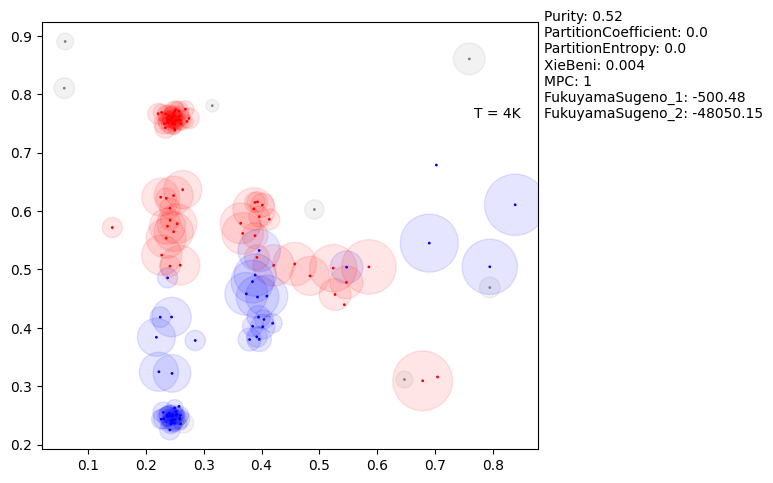 Purity: 0.52
PartitionCoefficient: 0.0
PartitionEntropy: 0.0
XieBeni: 0.004
MPC: 1
FukuyamaSugeno_1: -500.48
FukuyamaSugeno_2: -48050.15
T = 4K
0.9
0.8
0.7
0.6
0.5
0.4
0.3
0.2
0.1 0.2 0.3 0.4 0.5 0.6 0.7 0.8